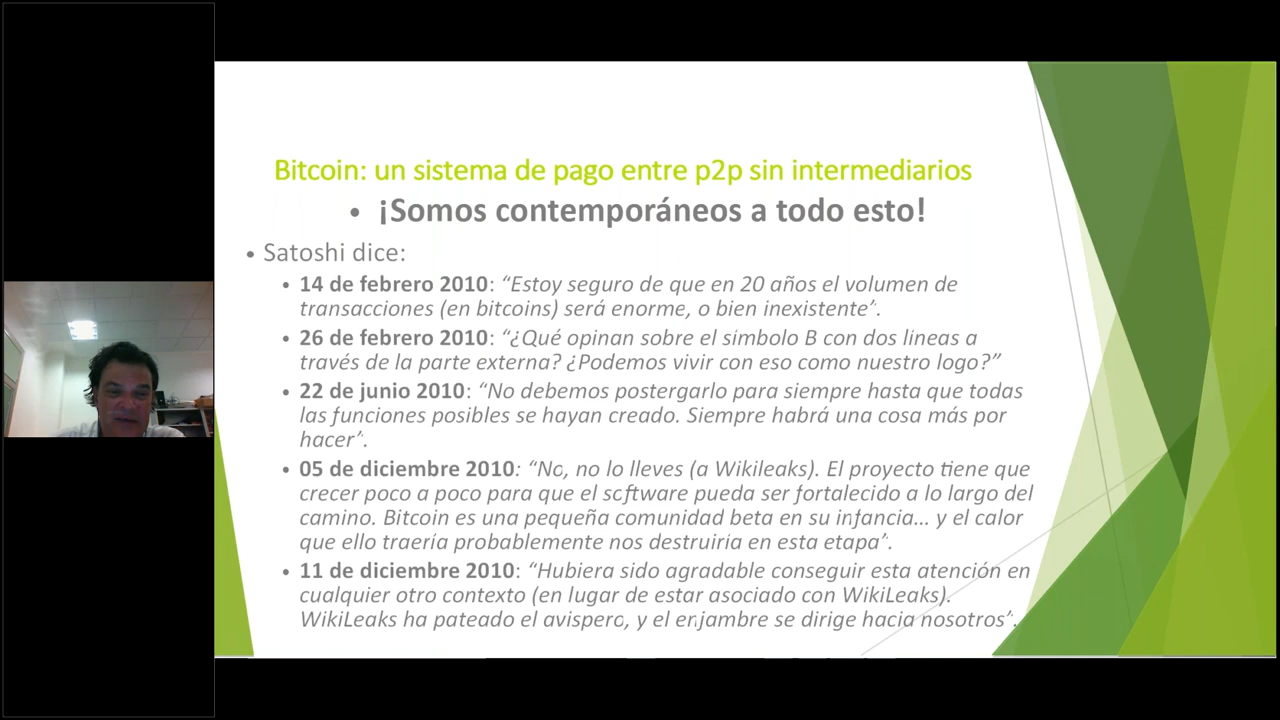 Bitcoin: un sistema de pago entre p2p sin intermediarios
• ¡Somos contemporáneos a todo esto!
• Satoshi dice:
• 14 de febrero 2010: “Estoy seguro de que en 20 años el volumen de
transacciones (en bitcoins) será enorme, o bien inexistente”.
• 26 de febrero 2010: “¿Qué opinan sobre el símbolo B con dos líneas a
través de la parte externa? ¿Podemos vivir con eso como nuestro logo?”
• 22 de junio 2010: “No debemos postergarlo para siempre hasta que todas
las funciones posibles se hayan creado. Siempre habrá una cosa más por
hacer”.
• 05 de diciembre 2010: “No, no lo lleves (a Wikileaks). El proyecto tiene que
crecer poco a poco para que el software pueda ser fortalecido a lo largo del
camino. Bitcoin es una pequeña comunidad beta en su infancia... y el calor
que ello traería probablemente nos destruiria en esta etapa”.
• 11 de diciembre 2010: “Hubiera sido agradable conseguir esta atención en
cualquier otro contexto (en lugar de estar asociado con WikiLeaks).
WikiLeaks ha pateado el avispero, y el enjambre se dirige hacia nosotros”.